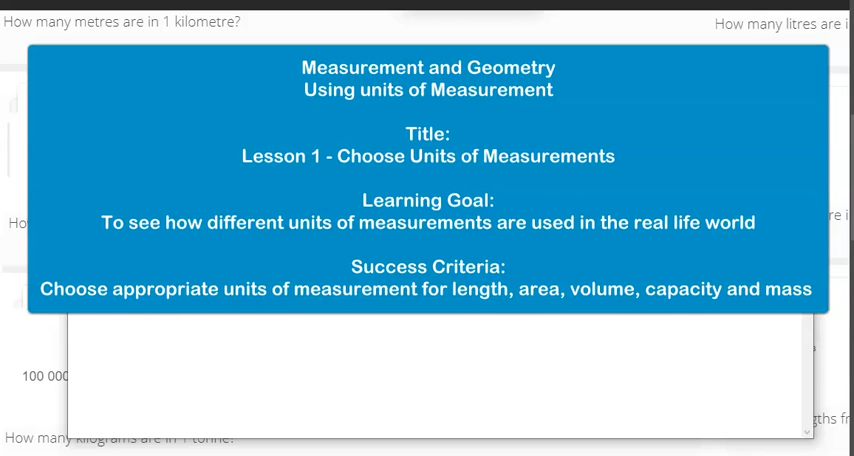 How many metres are in 1 kilometre?
How many litres are i
Measurement and Geometry
Using units of Measurement
Title:
Lesson 1 - Choose Units of Measurements
Learning Goal:
To see how different units of measurements are used in the real life world
Success Criteria:
Choose appropriate units of measurement for length, area, volume, capacity and mass
100 000
How many kilograms are in 1 tonne?